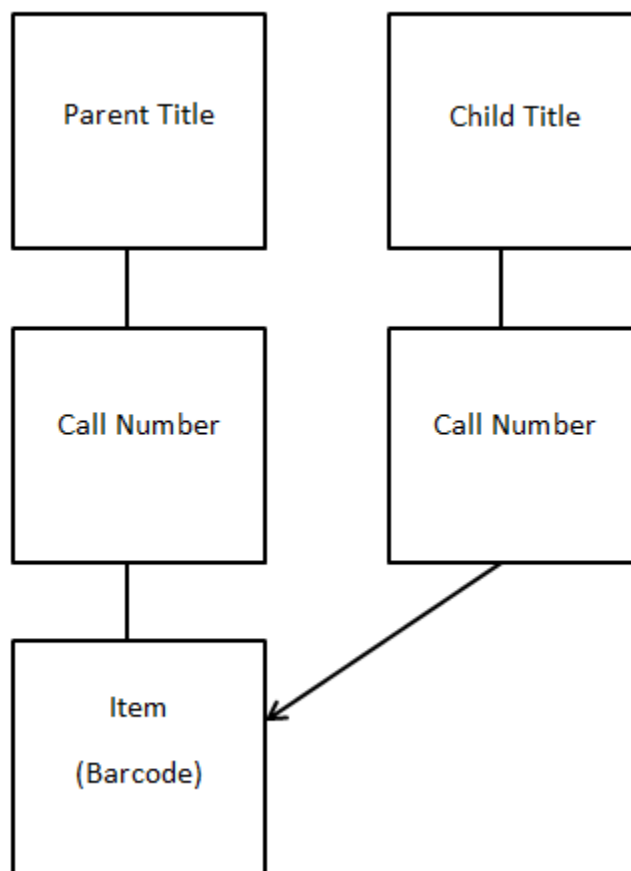 Parent Title
Child Title
Call Number
Call Number
Item
(Barcode)